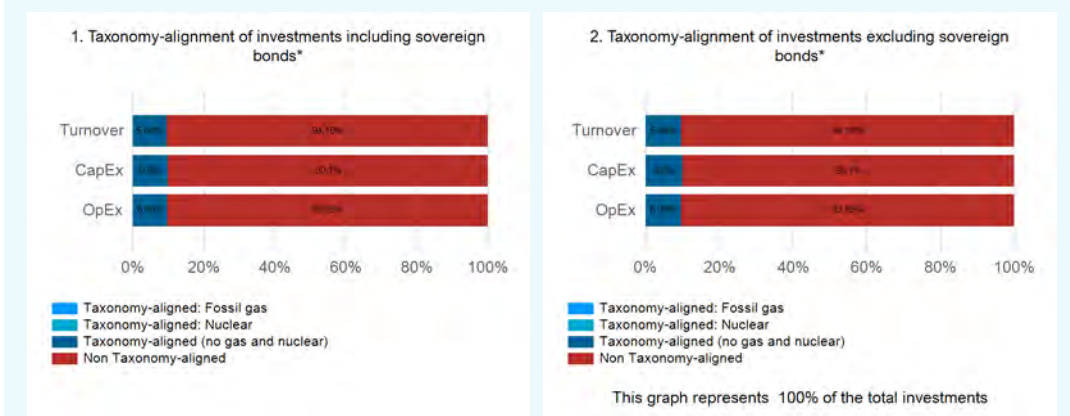 1. Taxonomy-alignment of investments including sovereign
bonds*
Turnover
CapEx
OpEx
0% 20% 40% 60% 80% 100%
Taxonomy-aligned: Fossil gas
Taxonomy-aligned: Nuclear
Taxonomy-aligned (no gas and nuclear)
Non Taxonomy-aligned
2. Taxonomy-alignment of investments excluding sovereign
bonds*
Turnover
CapEx
OpEx
0% 20% 40% 60% 80% 100%
Taxonomy-aligned: Fossil gas
Taxonomy-aligned: Nuclear
Taxonomy-aligned (no gas and nuclear)
Non Taxonomy-aligned
This graph represents 100% of the total investments